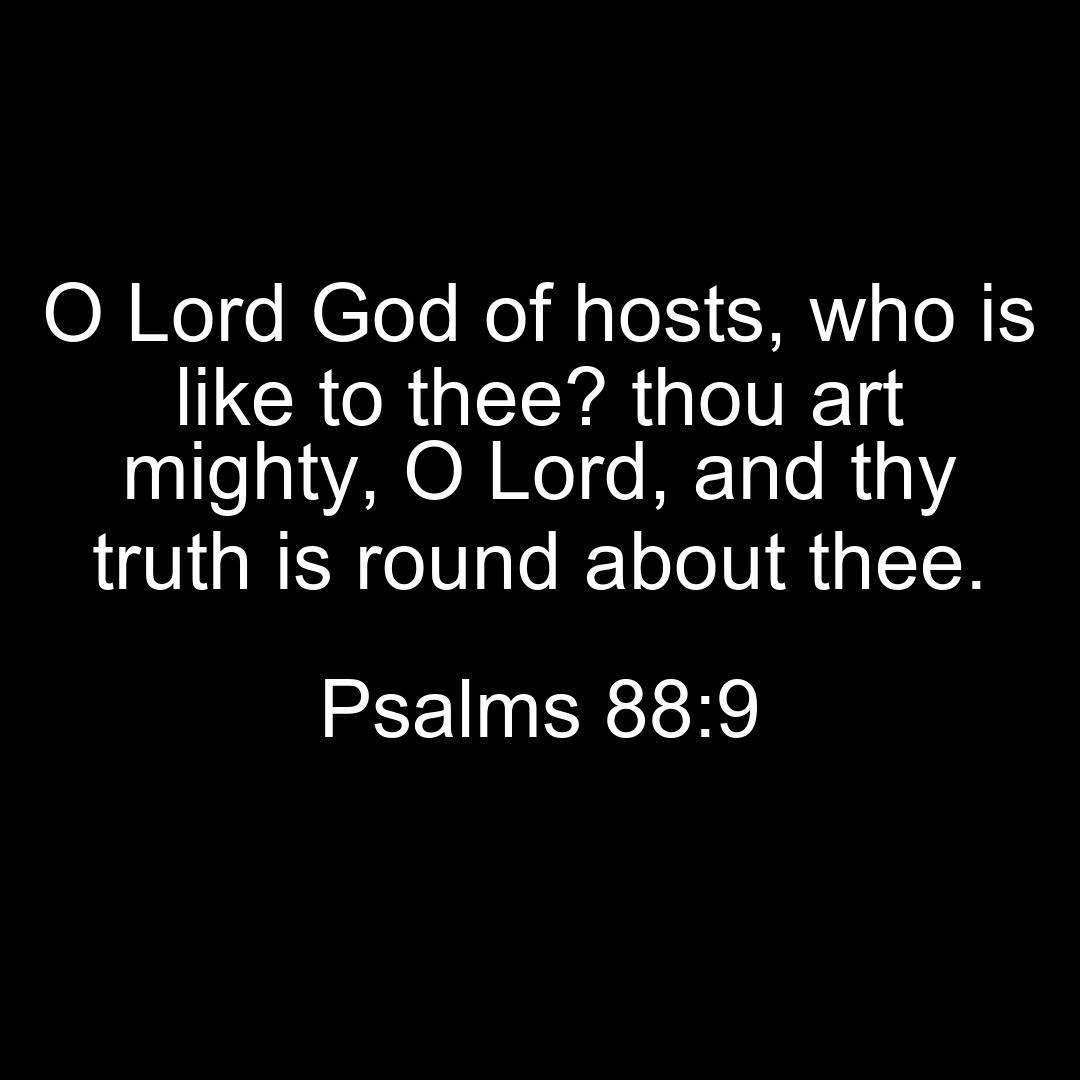 O Lord God of hosts, who is
like to thee? thou art
mighty, O Lord, and thy
truth is round about thee.
Psalms 88:9